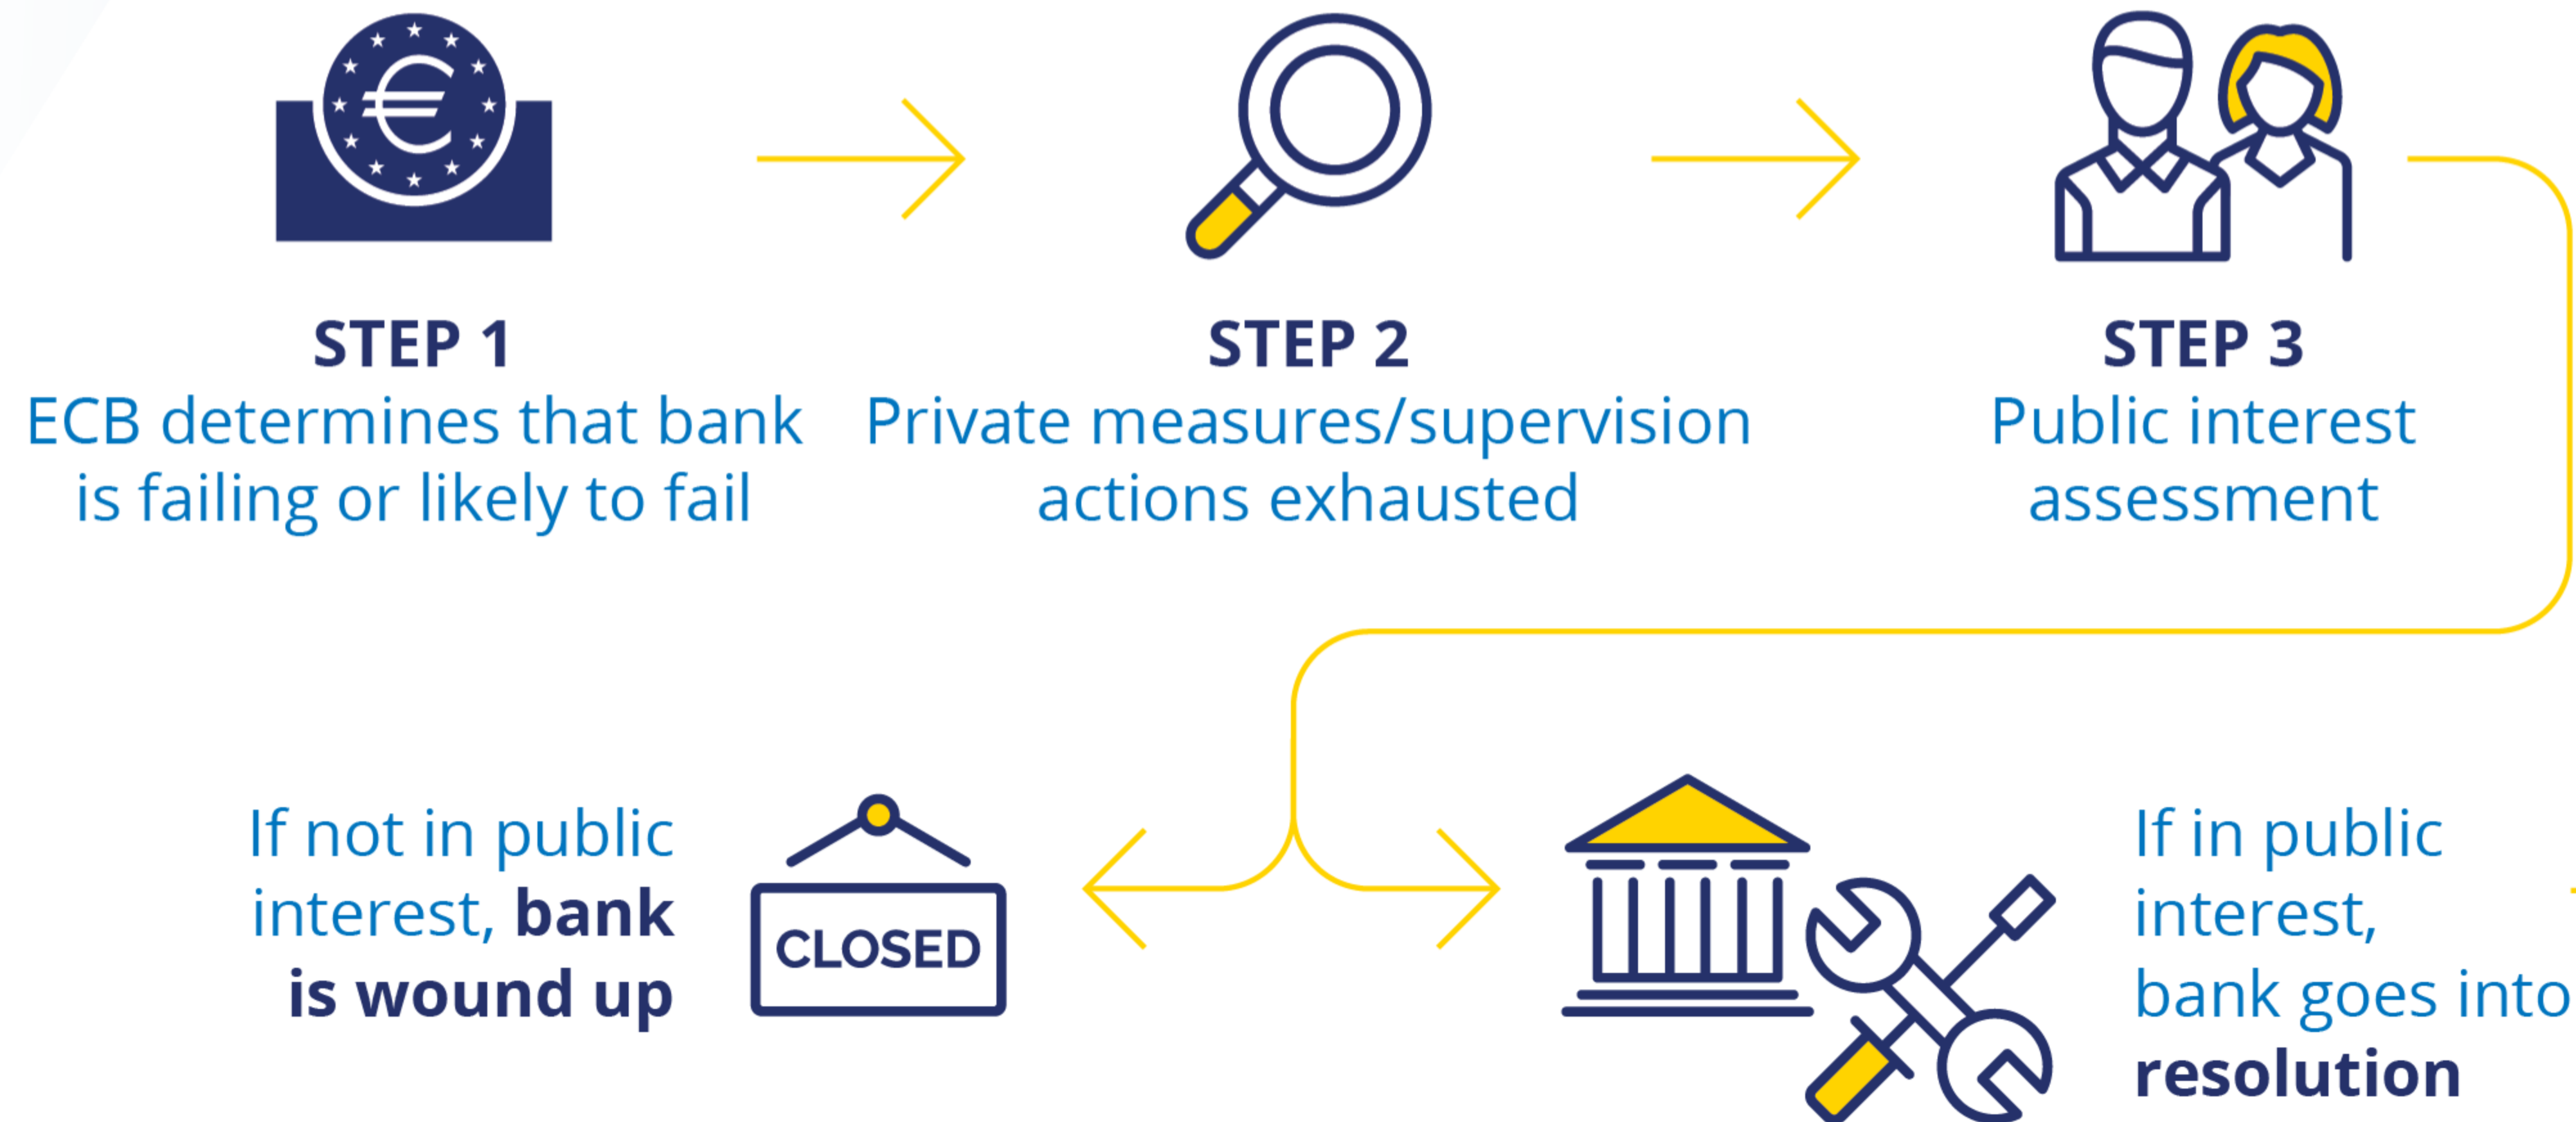 STEP 1
ECB determines that bank
is failing or likely to fail
STEP 2
Private measures/supervision
actions exhausted
STEP 3
Public interest
assessment
If not in public
interest, bank
is wound up
CLOSED
If in public
interest,
bank goes into
resolution